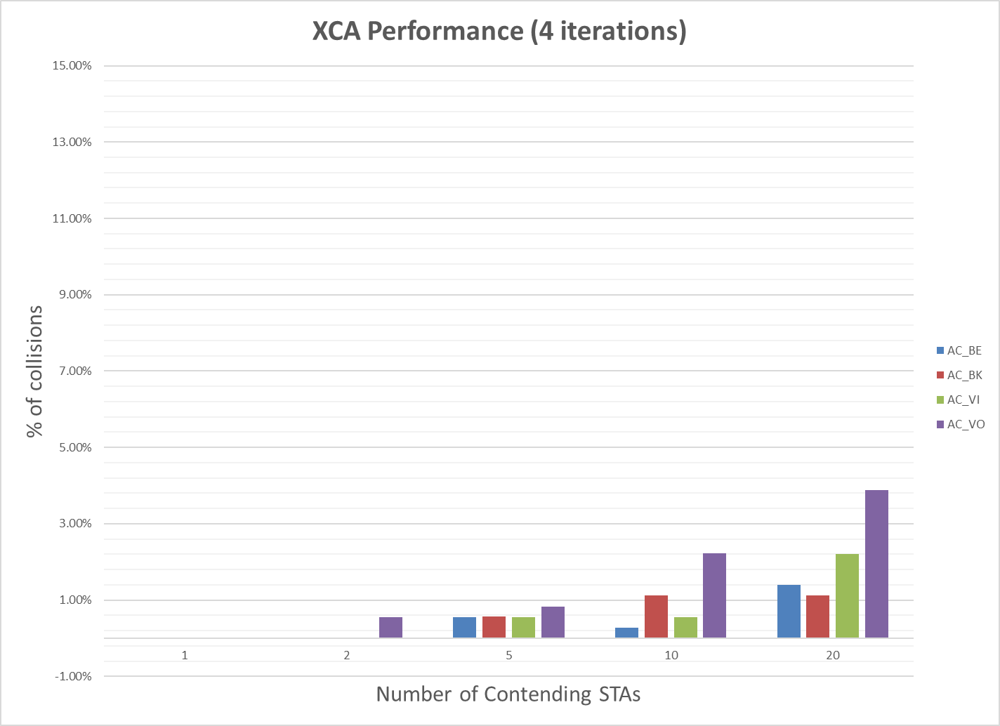 XCA Performance (4 iterations)
15.00%
13.00%
11.00%
9.00%
7.00%
5.00%
3.00%
1.00%
-1.00%
% of collisions
1 2 5 10 20
Number of Contending STAs
AC_BE
AC_BK
AC_VI
AC_VO